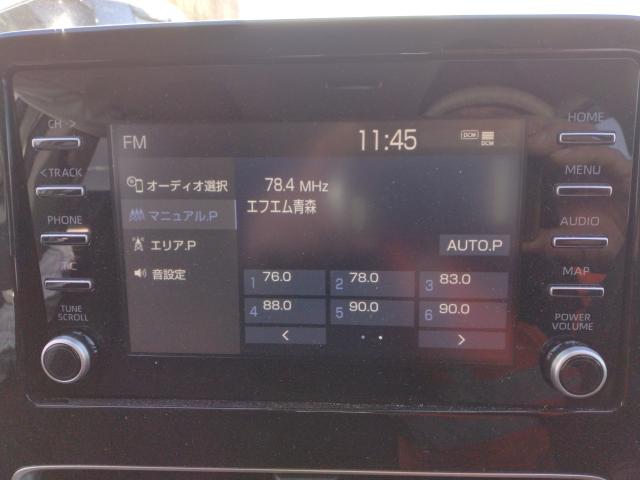 CH ->
<TRACK
PHONE
TUNE
SCROLL
FM
11:45
DCM
DCM
オーディオ選択
マニュアル.P
エリア.P
音設定
78.4 MHz
エフエム青森
AUTO.P
1 76.0
2 78.0
3 83.0
4 88.0
5 90.0
6 90.0
<
>
HOME
MENU
AUDIO
MAP
POWER
VOLUME